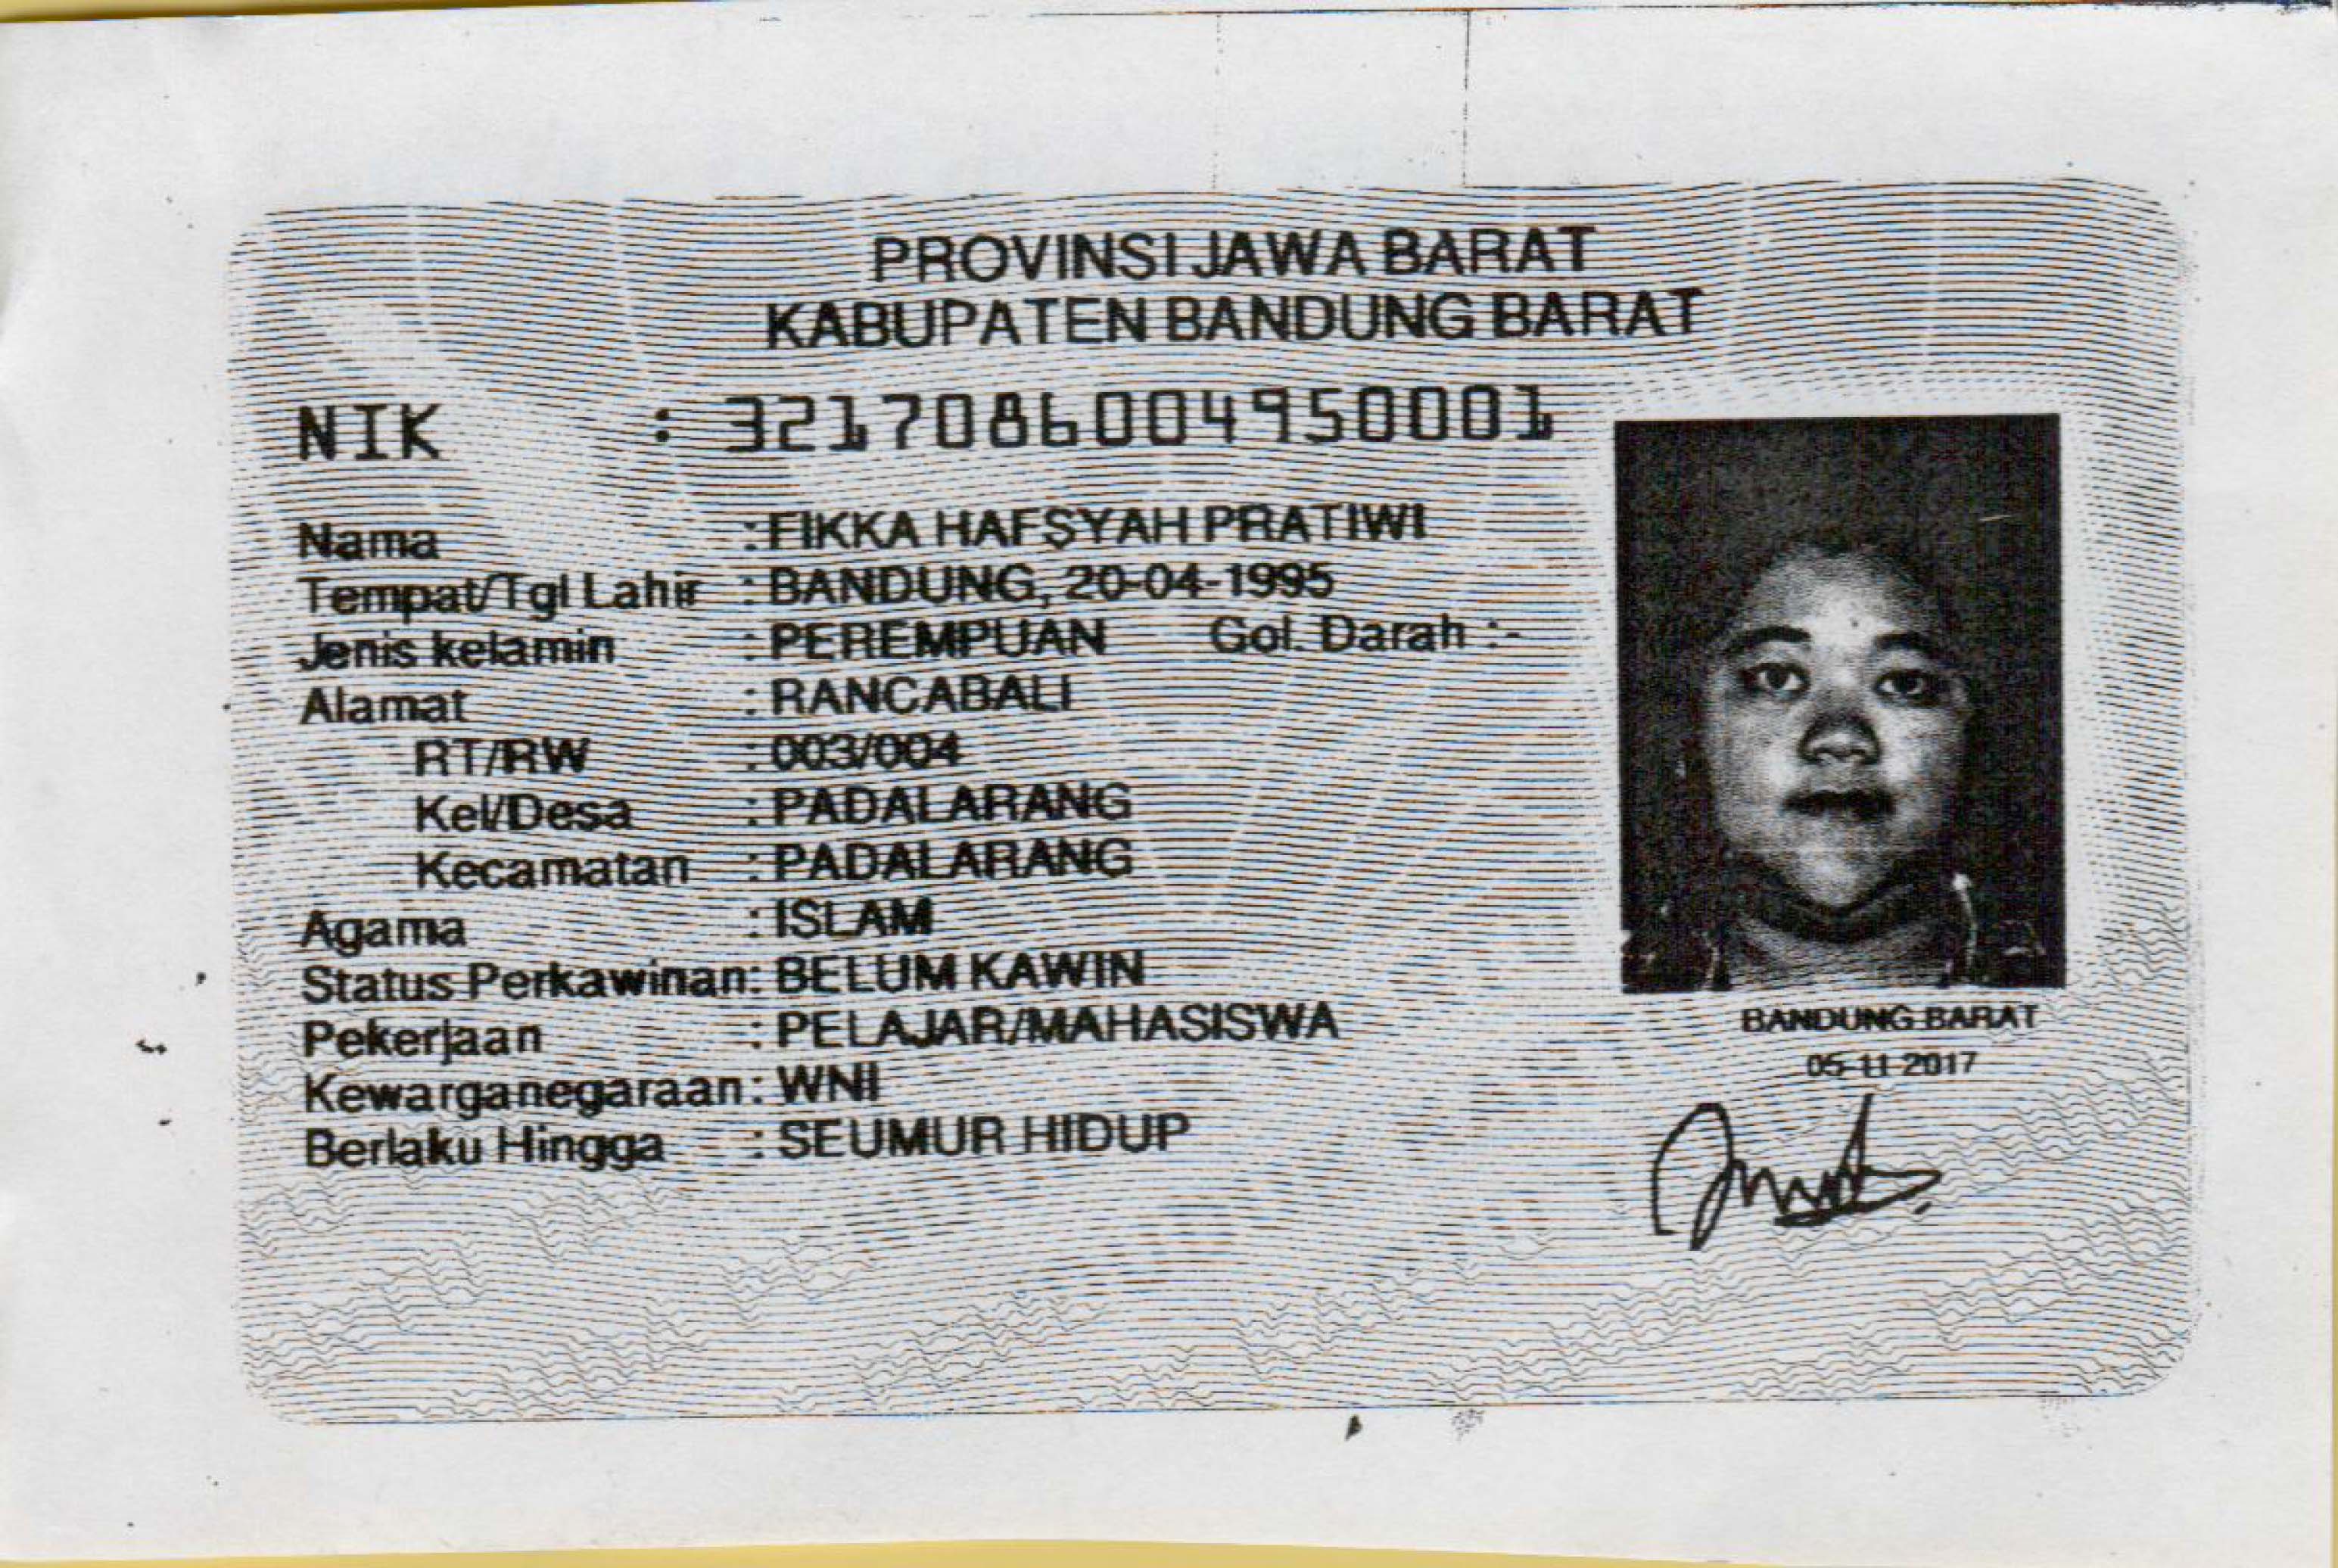 PROVINSI JAWA BARAT
KABUPATEN BANDUNG BARAT
NIK : 3217086004950001
Nama : FIKKA HAFSYAH PRATIWI
Tempat/Tgl Lahir : BANDUNG, 20-04-1995
Jenis kelamin : PEREMPUAN Gol. Darah : -
Alamat : RANCABALI
RT/RW : 003/004
Kel/Desa : PADALARANG
Kecamatan : PADALARANG
Agama : ISLAM
Status Perkawinan: BELUM KAWIN
Pekerjaan : PELAJAR/MAHASISWA
Kewarganegaraan: WNI
Berlaku Hingga : SEUMUR HIDUP
BANDUNG BARAT
05-11-2017